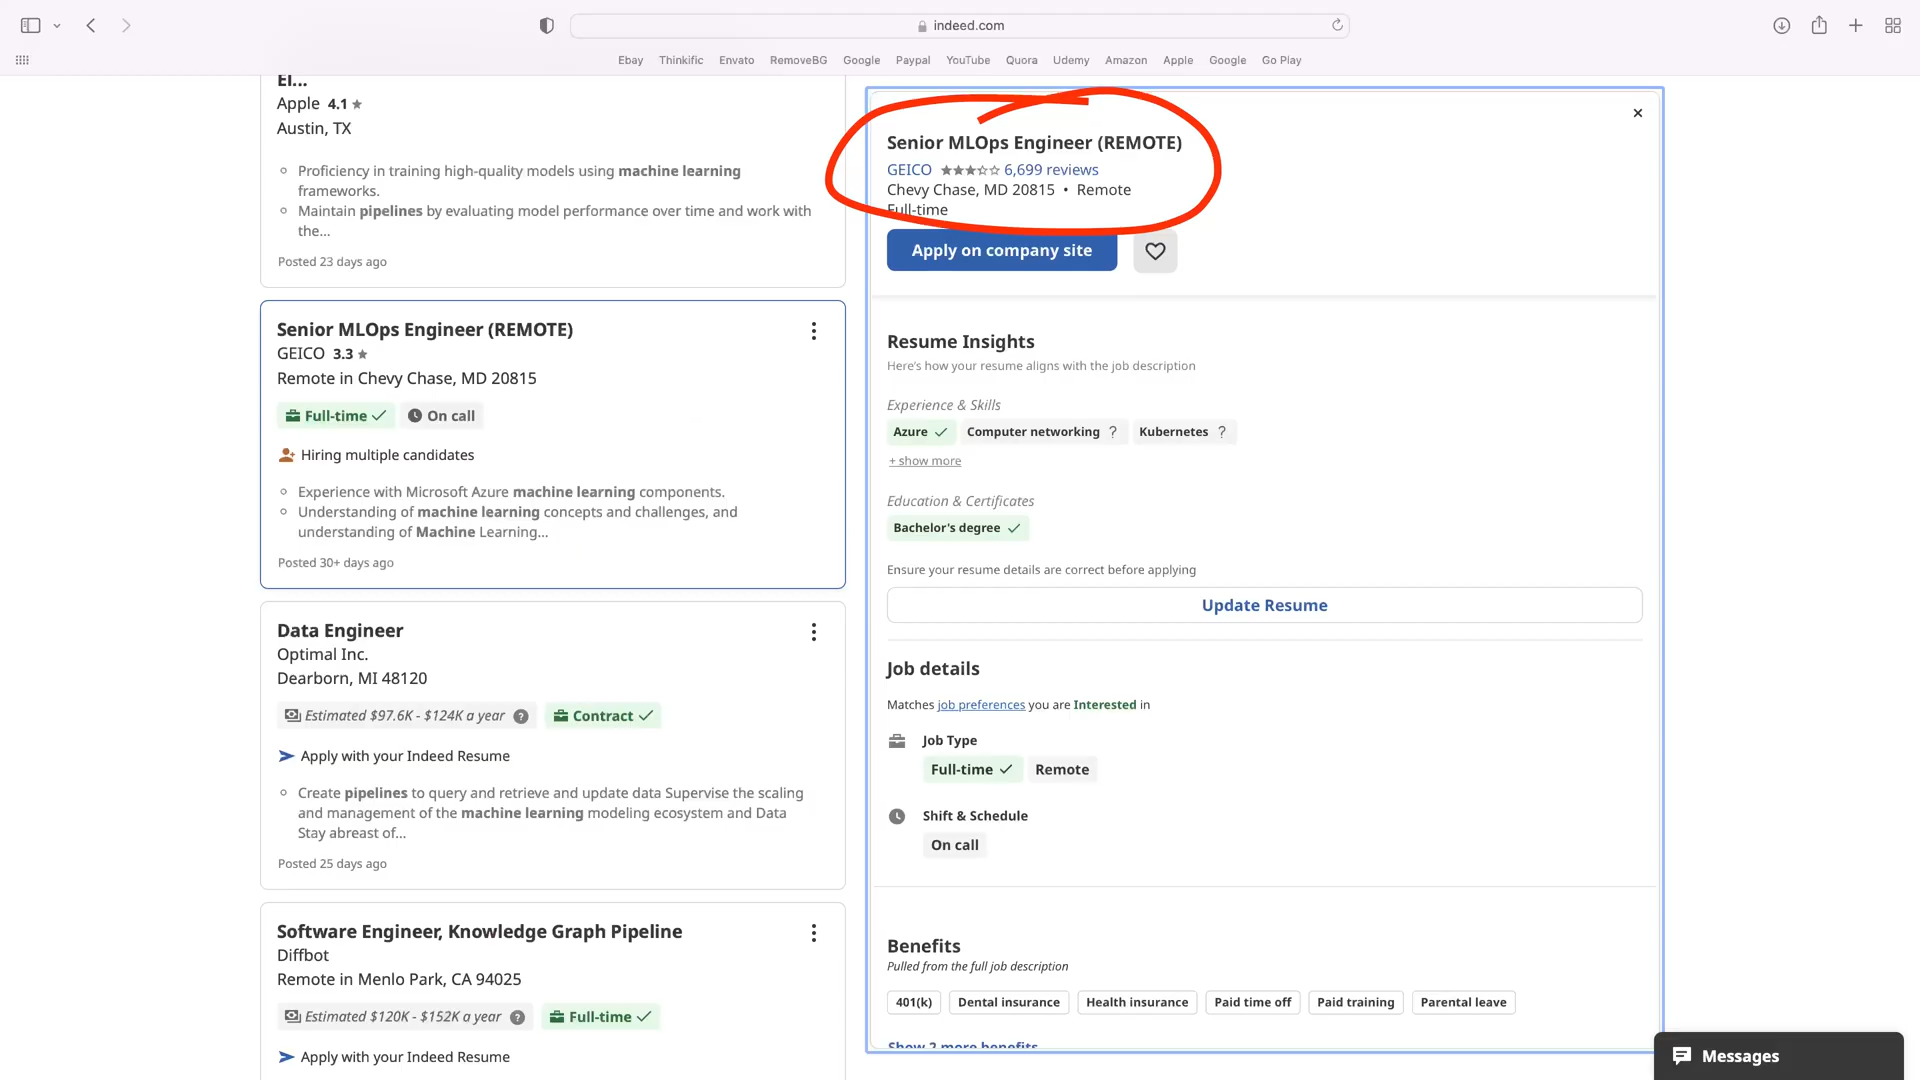 indeed.com
Ebay Thinkific Envato RemoveBG Google Paypal YouTube Quora Udemy Amazon Apple Google Go Play
El...
Apple 4.1
Austin, TX
Proficiency in training high-quality models using machine learning
frameworks.
Maintain pipelines by evaluating model performance over time and work with
the...
Posted 23 days ago
Senior MLOps Engineer (REMOTE)
GEICO 3.3
Remote in Chevy Chase, MD 20815
Full-time On call
Hiring multiple candidates
Experience with Microsoft Azure machine learning components.
Understanding of machine learning concepts and challenges, and
understanding of Machine Learning...
Posted 30+ days ago
Data Engineer
Optimal Inc.
Dearborn, MI 48120
Estimated $97.6K - $124K a year ? Contract
Apply with your Indeed Resume
Create pipelines to query and retrieve and update data Supervise the scaling
and management of the machine learning modeling ecosystem and Data
Stay abreast of...
Posted 25 days ago
Software Engineer, Knowledge Graph Pipeline
Diffbot
Remote in Menlo Park, CA 94025
Estimated $120K - $152K a year ? Full-time
Apply with your Indeed Resume
Senior MLOps Engineer (REMOTE)
GEICO 6,699 reviews
Chevy Chase, MD 20815 • Remote
Full-time
Apply on company site
Resume Insights
Here's how your resume aligns with the job description
Experience & Skills
Azure Computer networking ? Kubernetes ?
+ show more
Education & Certificates
Bachelor's degree
Ensure your resume details are correct before applying
Update Resume
Job details
Matches job preferences you are Interested in
Job Type
Full-time Remote
Shift & Schedule
On call
Benefits
Pulled from the full job description
401(k) Dental insurance Health insurance Paid time off Paid training Parental leave
Show 2 more benefits
Messages